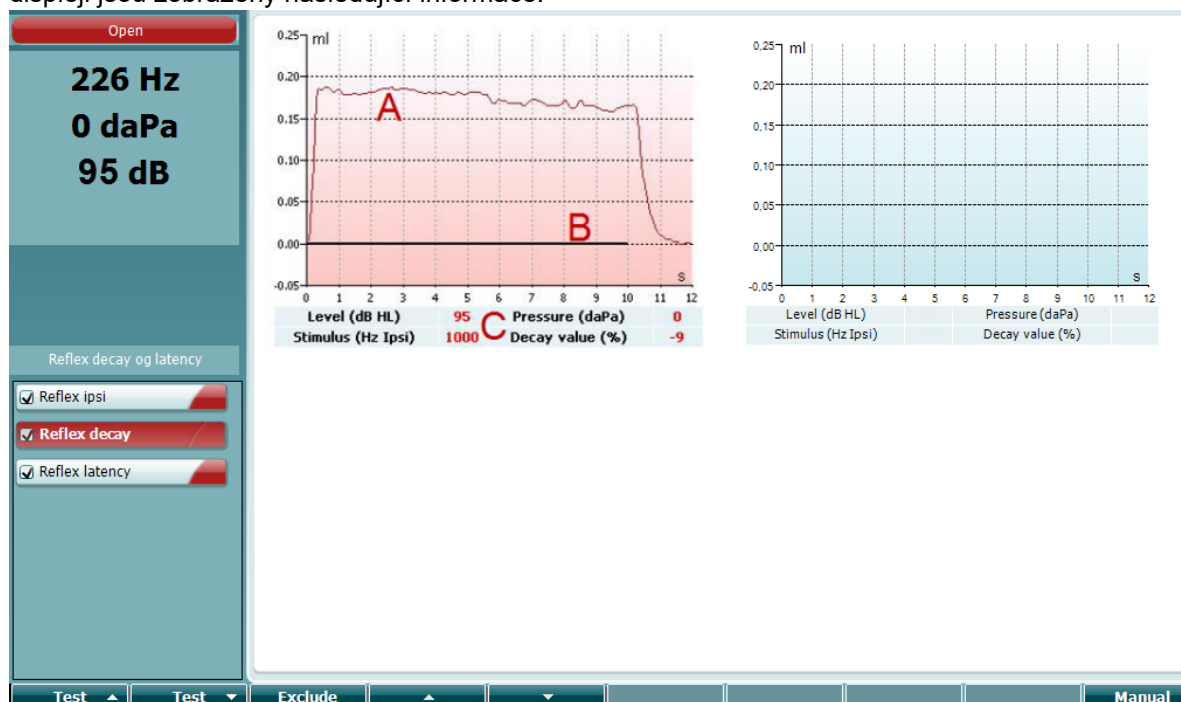 displeji jsou zobrazeny následující informace:
Open
226 Hz
0 daPa
95 dB
Reflex decay og latency
Reflex ipsi
Reflex decay
Reflex latency
0.25 ml
0.20
0.15
0.10
0.05
0.00
-0.05
A
B
s
0 1 2 3 4 5 6 7 8 9 10 11 12
Level (dB HL) 95 C Pressure (daPa) 0
Stimulus (Hz Ipsi) 1000 Decay value (%) -9
0,25 ml
0,20
0,15
0,10
0,05
0,00
-0,05
s
0 1 2 3 4 5 6 7 8 9 10 11 12
Level (dB HL) Pressure (daPa)
Stimulus (Hz Ipsi) Decay value (%)
Test ▲ Test ▼ Exclude ▲ ▼ Manual